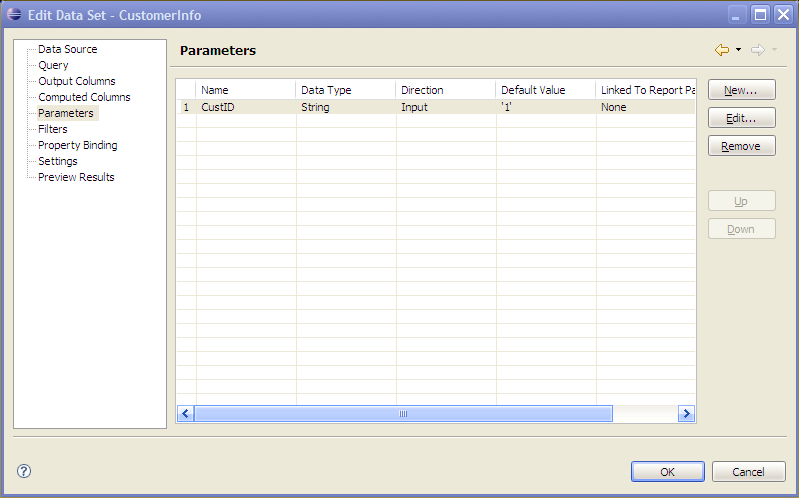 Edit Data Set - CustomerInfo
Data Source
Query
Output Columns
Computed Columns
Parameters
Filters
Property Binding
Settings
Preview Results
Parameters
Name Data Type Direction Default Value Linked To Report Pa
1 CustID String Input '1' None
New...
Edit...
Remove
Up
Down
?
OK
Cancel